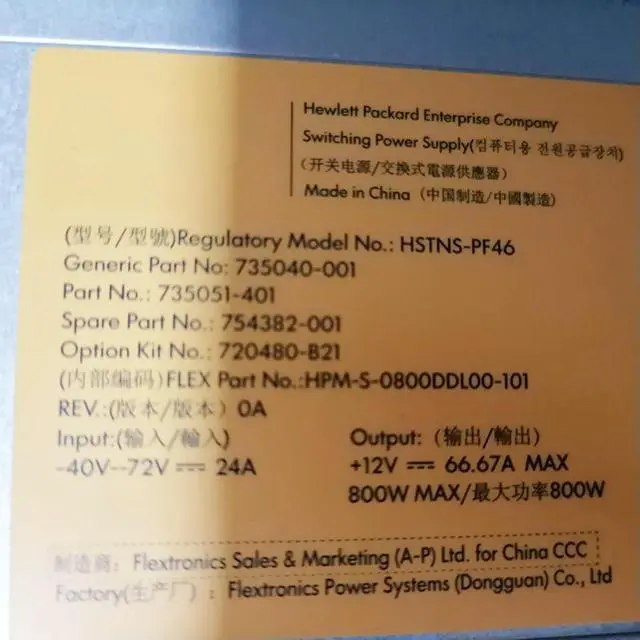 Hewlett Packard Enterprise Company
Switching Power Supply(컴퓨터용 전원공급장치)
(开关电源/交換式電源供應器)
Made in China (中国制造/中國製造)
(型号/型號)Regulatory Model No.: HSTNS-PF46
Generic Part No: 735040-001
Part No.: 735051-401
Spare Part No.: 754382-001
Option Kit No.: 720480-B21
(内部编码)FLEX Part No.:HPM-S-0800DDL00-101
REV.:(版本/版本) 0A
Input:(输入/輸入)
-40V--72V ⎓ 24A
Output: (输出/輸出)
+12V ⎓ 66.67A MAX
800W MAX/最大功率800W
制造商: Flextronics Sales & Marketing (A-P) Ltd. for China CCC
Factory(生产厂) : Flextronics Power Systems (Dongguan) Co., Ltd